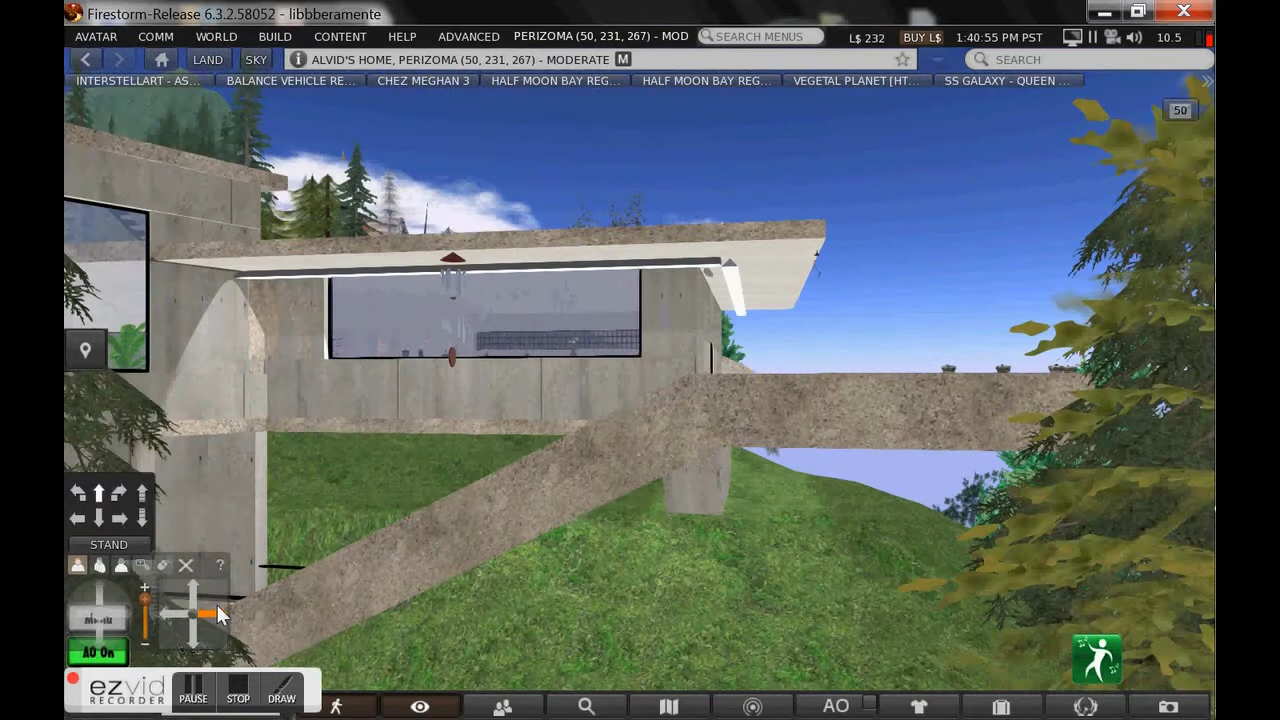 Firestorm-Release 6.3.2.58052 - libbberamente
AVATAR COMM WORLD BUILD CONTENT HELP ADVANCED PERIZOMA (50, 231, 267) - MOD SEARCH MENUS L$ 232 BUY L$ 1:40:55 PM PST 10.5
LAND SKY ALVID'S HOME, PERIZOMA (50, 231, 267) - MODERATE M SEARCH
INTERSTELLART - AS... BALANCE VEHICLE RE... CHEZ MEGHAN 3 HALF MOON BAY REG... HALF MOON BAY REG... VEGETAL PLANET [HT... SS GALAXY - QUEEN ...
50
STAND
?
menu
AO On
ezvid
RECORDER
PAUSE STOP DRAW
AO